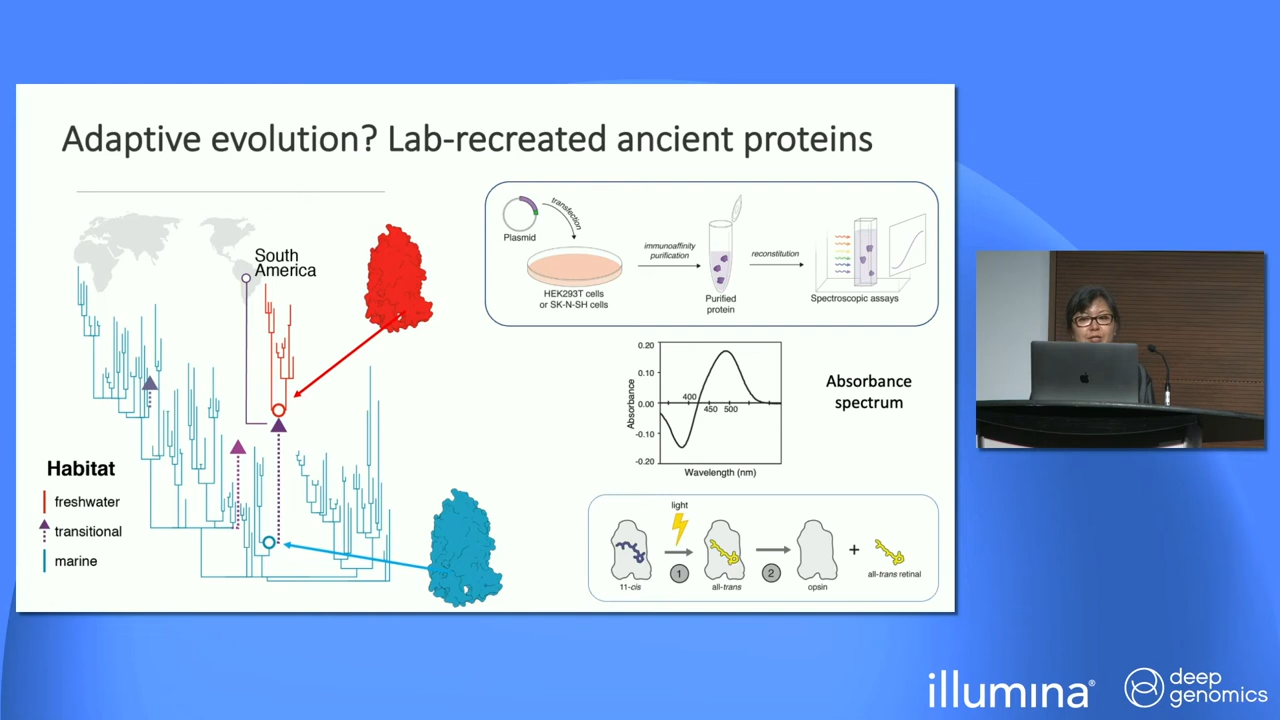 Adaptive evolution? Lab-recreated ancient proteins
South
America
Habitat
freshwater
transitional
marine
Plasmid
transfection
HEK293T cells
or SK-N-SH cells
immunoaffinity
purification
Purified
protein
reconstitution
Spectroscopic assays
0.20
0.10
0.00
-0.10
-0.20
Absorbance
400
450 500
Wavelength (nm)
Absorbance
spectrum
light
1
2
+
11-cis
all-trans
opsin
all-trans retinal
illumina®
deep
genomics